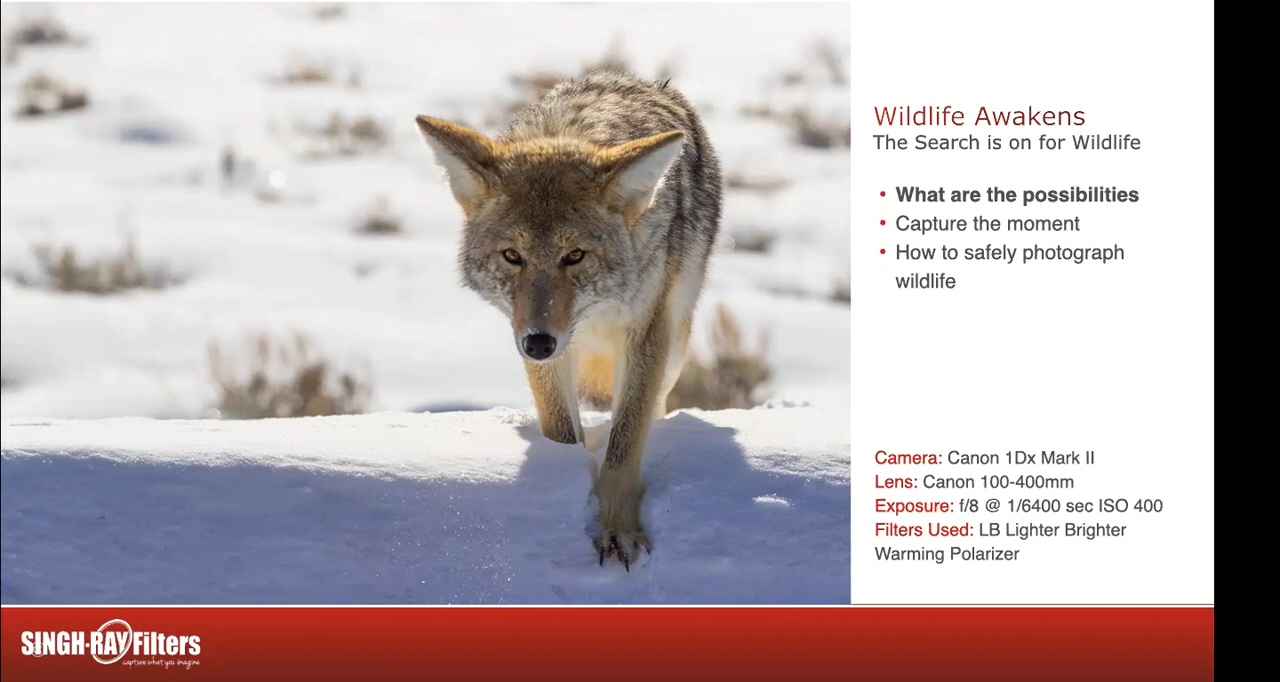 Wildlife Awakens
The Search is on for Wildlife
• What are the possibilities
• Capture the moment
• How to safely photograph
wildlife
Camera: Canon 1Dx Mark II
Lens: Canon 100-400mm
Exposure: f/8 @ 1/6400 sec ISO 400
Filters Used: LB Lighter Brighter
Warming Polarizer
SINGH-RAY Filters
capture what you imagine